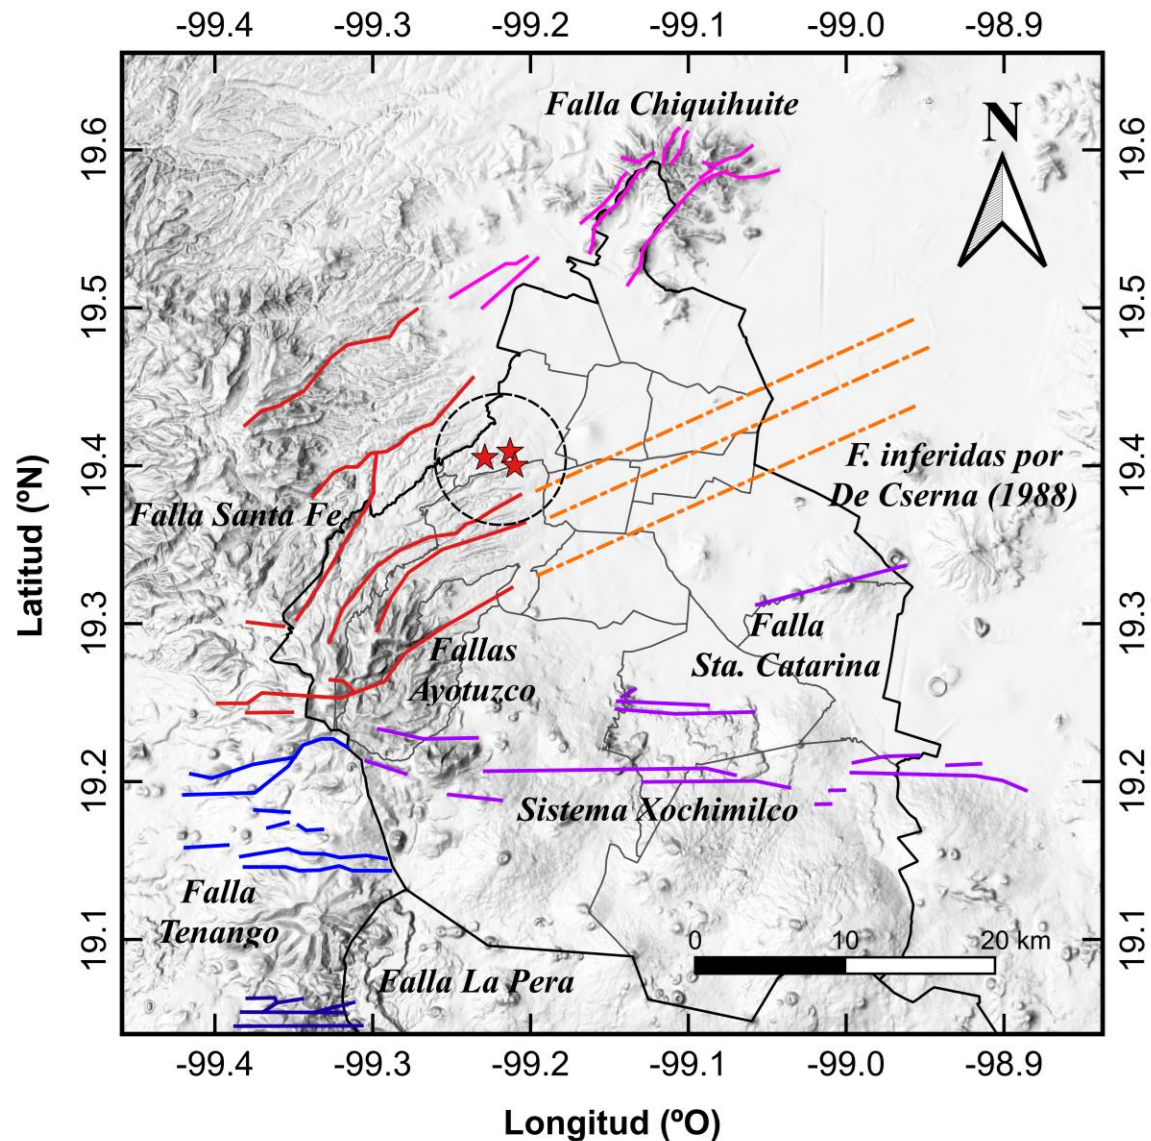 -99.4 -99.3 -99.2 -99.1 -99.0 -98.9
Falla Chiquihuite
N
19.6 19.6
19.5 19.5
19.4 19.4
F. inferidas por
De Cserna (1988)
Falla Santa Fe
Latitud (ºN)
19.3 19.3
Falla
Sta. Catarina
Fallas
Ayotuzco
19.2 19.2
Sistema Xochimilco
Falla
Tenango
19.1 19.1
0 10 20 km
Falla La Pera
-99.4 -99.3 -99.2 -99.1 -99.0 -98.9
Longitud (ºO)